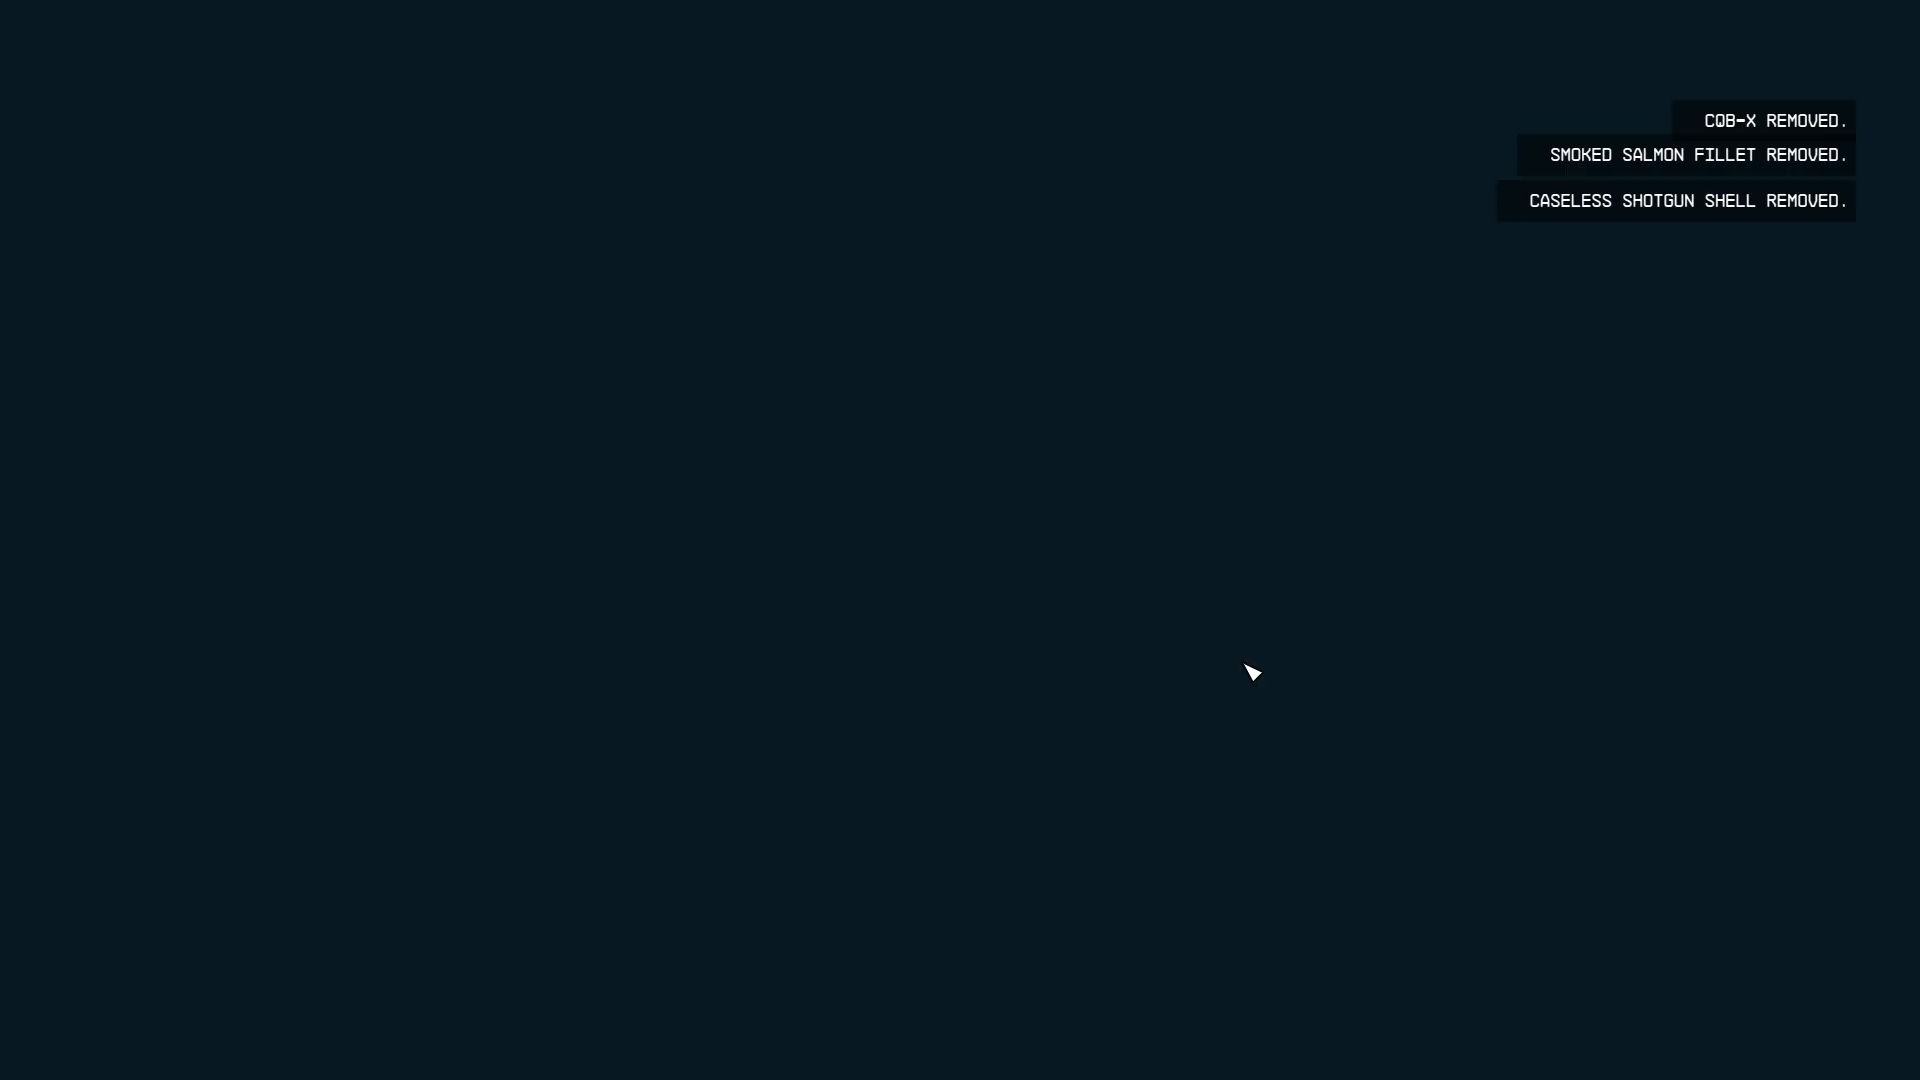 CQB-X REMOVED.
SMOKED SALMON FILLET REMOVED.
CASELESS SHOTGUN SHELL REMOVED.